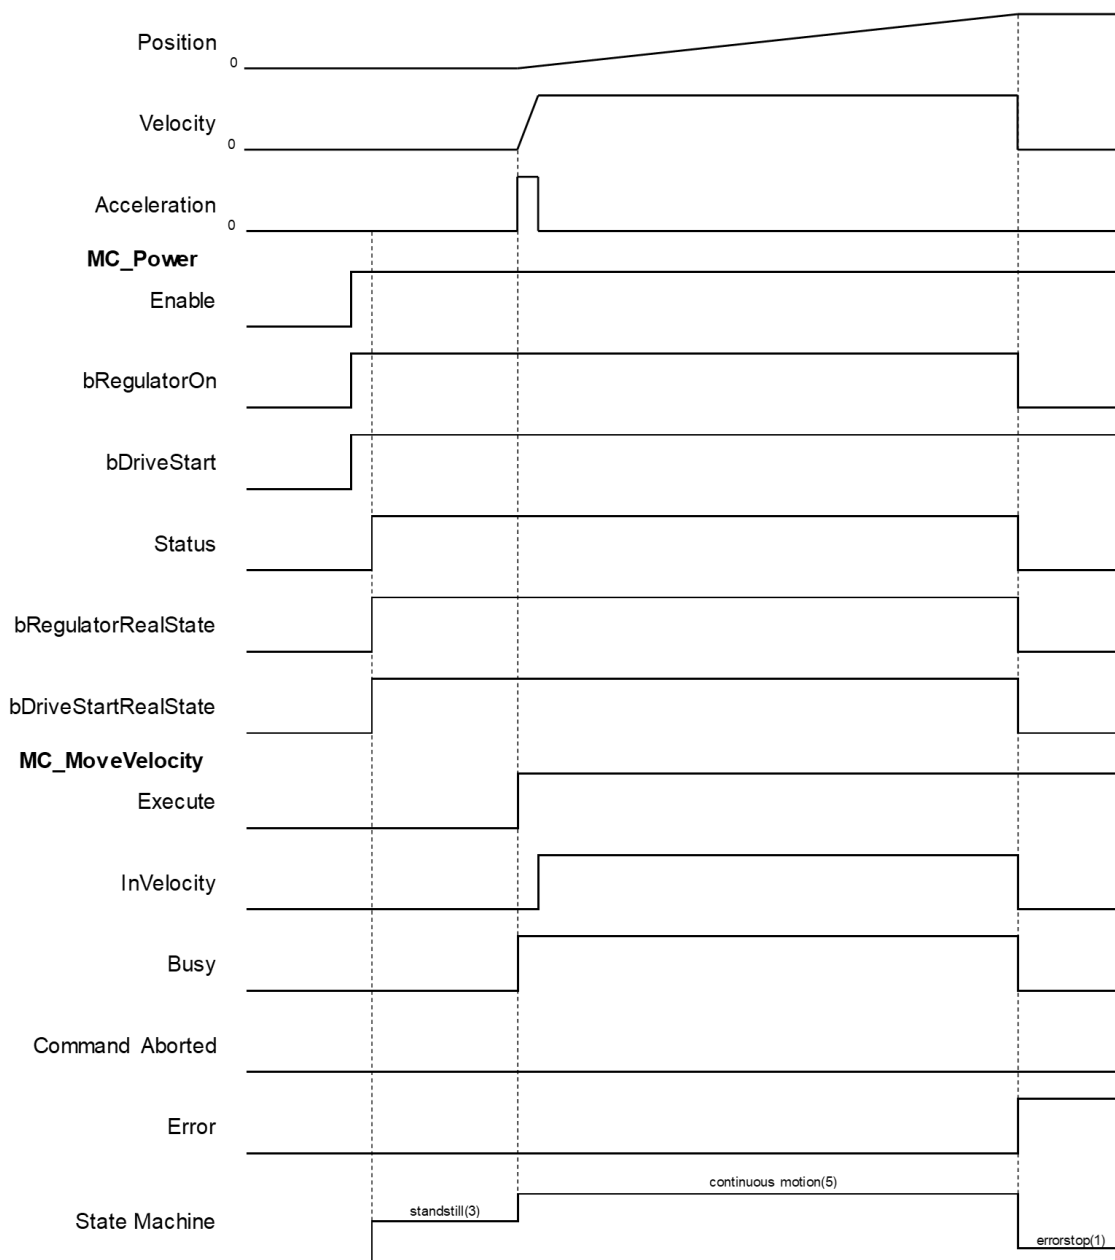 Position
0
Velocity
0
Acceleration
0
MC_Power
Enable
bRegulatorOn
bDriveStart
Status
bRegulatorRealState
bDriveStartRealState
MC_MoveVelocity
Execute
InVelocity
Busy
Command Aborted
Error
continuous motion(5)
standstill(3)
State Machine
errorstop(1)